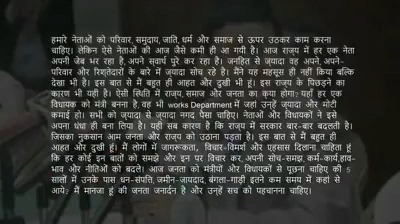 हमारे नेताओं को परिवार, समुदाय, जाति, धर्म और समाज से ऊपर उठकर काम करना
चाहिए। लेकिन ऐसे नेताओं की आज जैसे कमी ही आ गयी है। आज राज्य में हर एक नेता
अपनी जेब भर रहा है, अपने स्वार्थ पुरे कर रहा है। जनहित से ज्यादा वह अपने, अपने-
परिवार और रिश्तेदारों के बारे में ज्यादा सोच रहे है। मैंने यह महसूस ही नहीं किया बल्कि
देखा भी है। इस बात से मैं बहुत ही आहत और दुखी भी हूं। इस राज्य के पिछड़ने का
कारण भी यही है। ऐसी स्थिति में राज्य, समाज और जनता का क्या होगा? यहाँ हर एक
विधायक को मंत्री बनना है, वह भी works Department में जहां उन्हें ज्यादा और मोटी
कमाई हो। सभी को ज्यादा से ज्यादा नगद पैसा चाहिए। नेताओं और विधायकों ने इसे
अपना धंधा ही बना लिया है। यही सब कारण है कि राज्य में सरकार बार-बार बदलती है।
जिसका नुकसान आम जनता और राज्य को उठाना पड़ता है। इस बात से मैं बहुत ही
आहत और दुखी हूं। मैं लोगों में जागरूकता, विचार-विमर्श और एहसास दिलाना चाहता हूं
कि हर कोई इन बातों को समझे और इन पर विचार कर, अपनी सोच-समझ, कर्म-कार्य, हाव-
भाव और नीतिओं को बदले। आज जनता को मंत्रीयों और विधायकों से पूछना चाहिए की 5
सालों में उनके पास धन-संपत्ति, जमीन-जायदाद, बंगला-गाड़ी इतने कम समय में कहां से
आये? मैं मानता हूं की जनता जनार्दन है और उन्हें सच को पहचानना चाहिए।